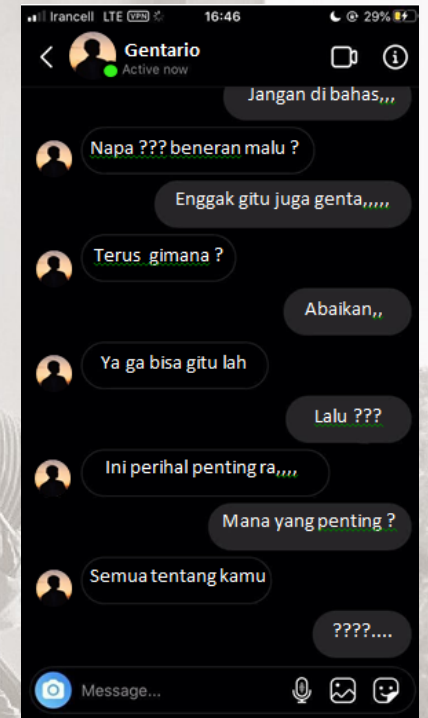 Irancell LTE VPN 16:46 29%
Gentario
Active now
Jangan di bahas,,,
Napa ??? beneran malu ?
Enggak gitu juga genta,,,,,
Terus gimana ?
Abaikan,,
Ya ga bisa gitu lah
Lalu ???
Ini perihal penting ra,,,,
Mana yang penting ?
Semua tentang kamu
????....
Message...